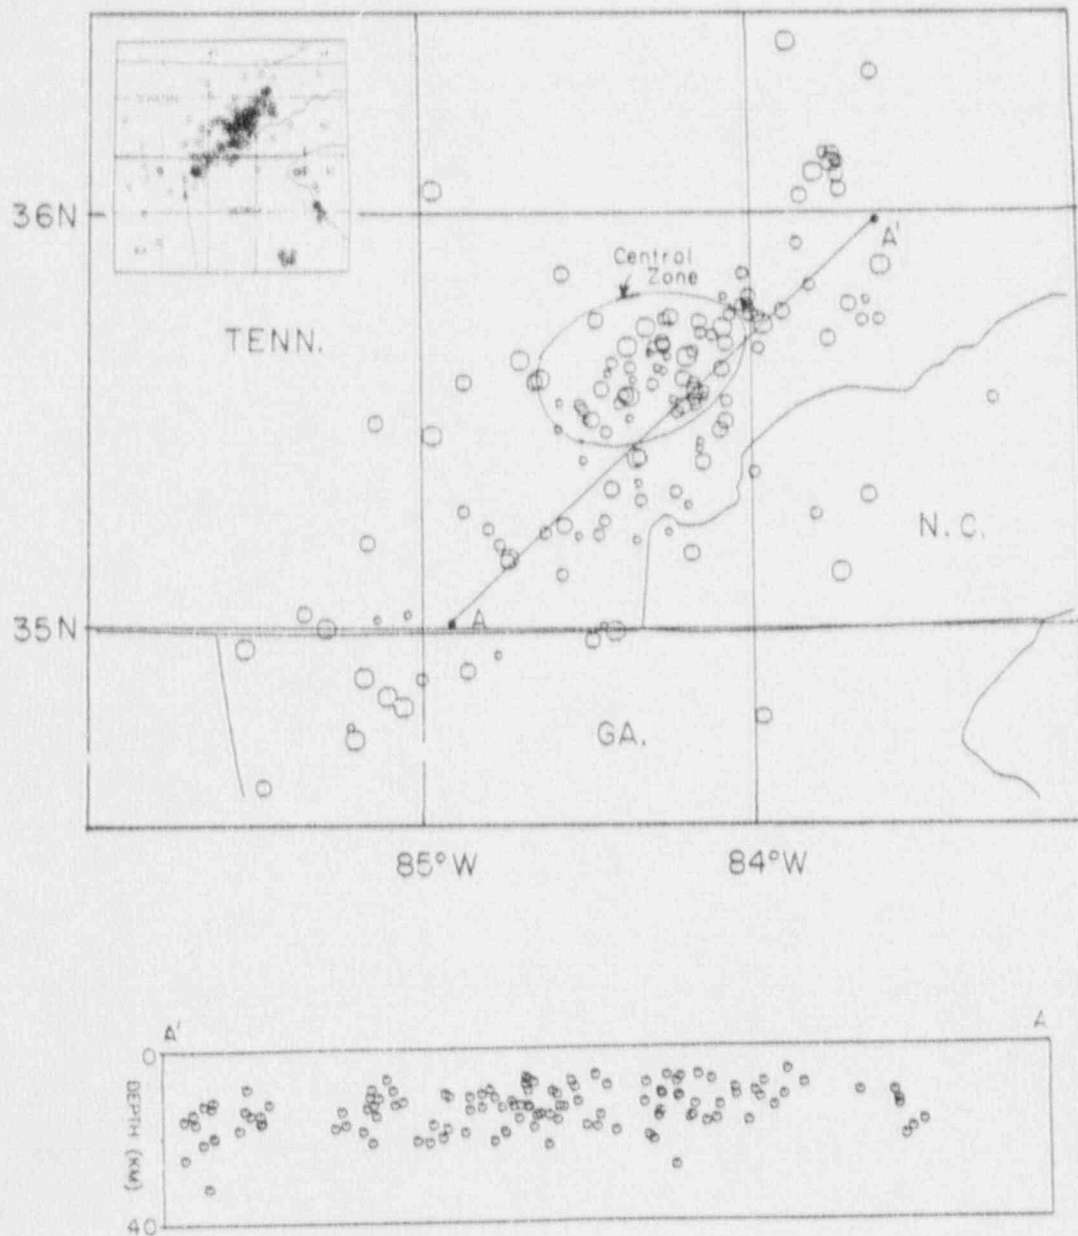 36N
Central
Zone
A'
TENN.
N.C.
35N
A
GA.
85°W
84°W
A'
A
0
DEPTH (KM)
40